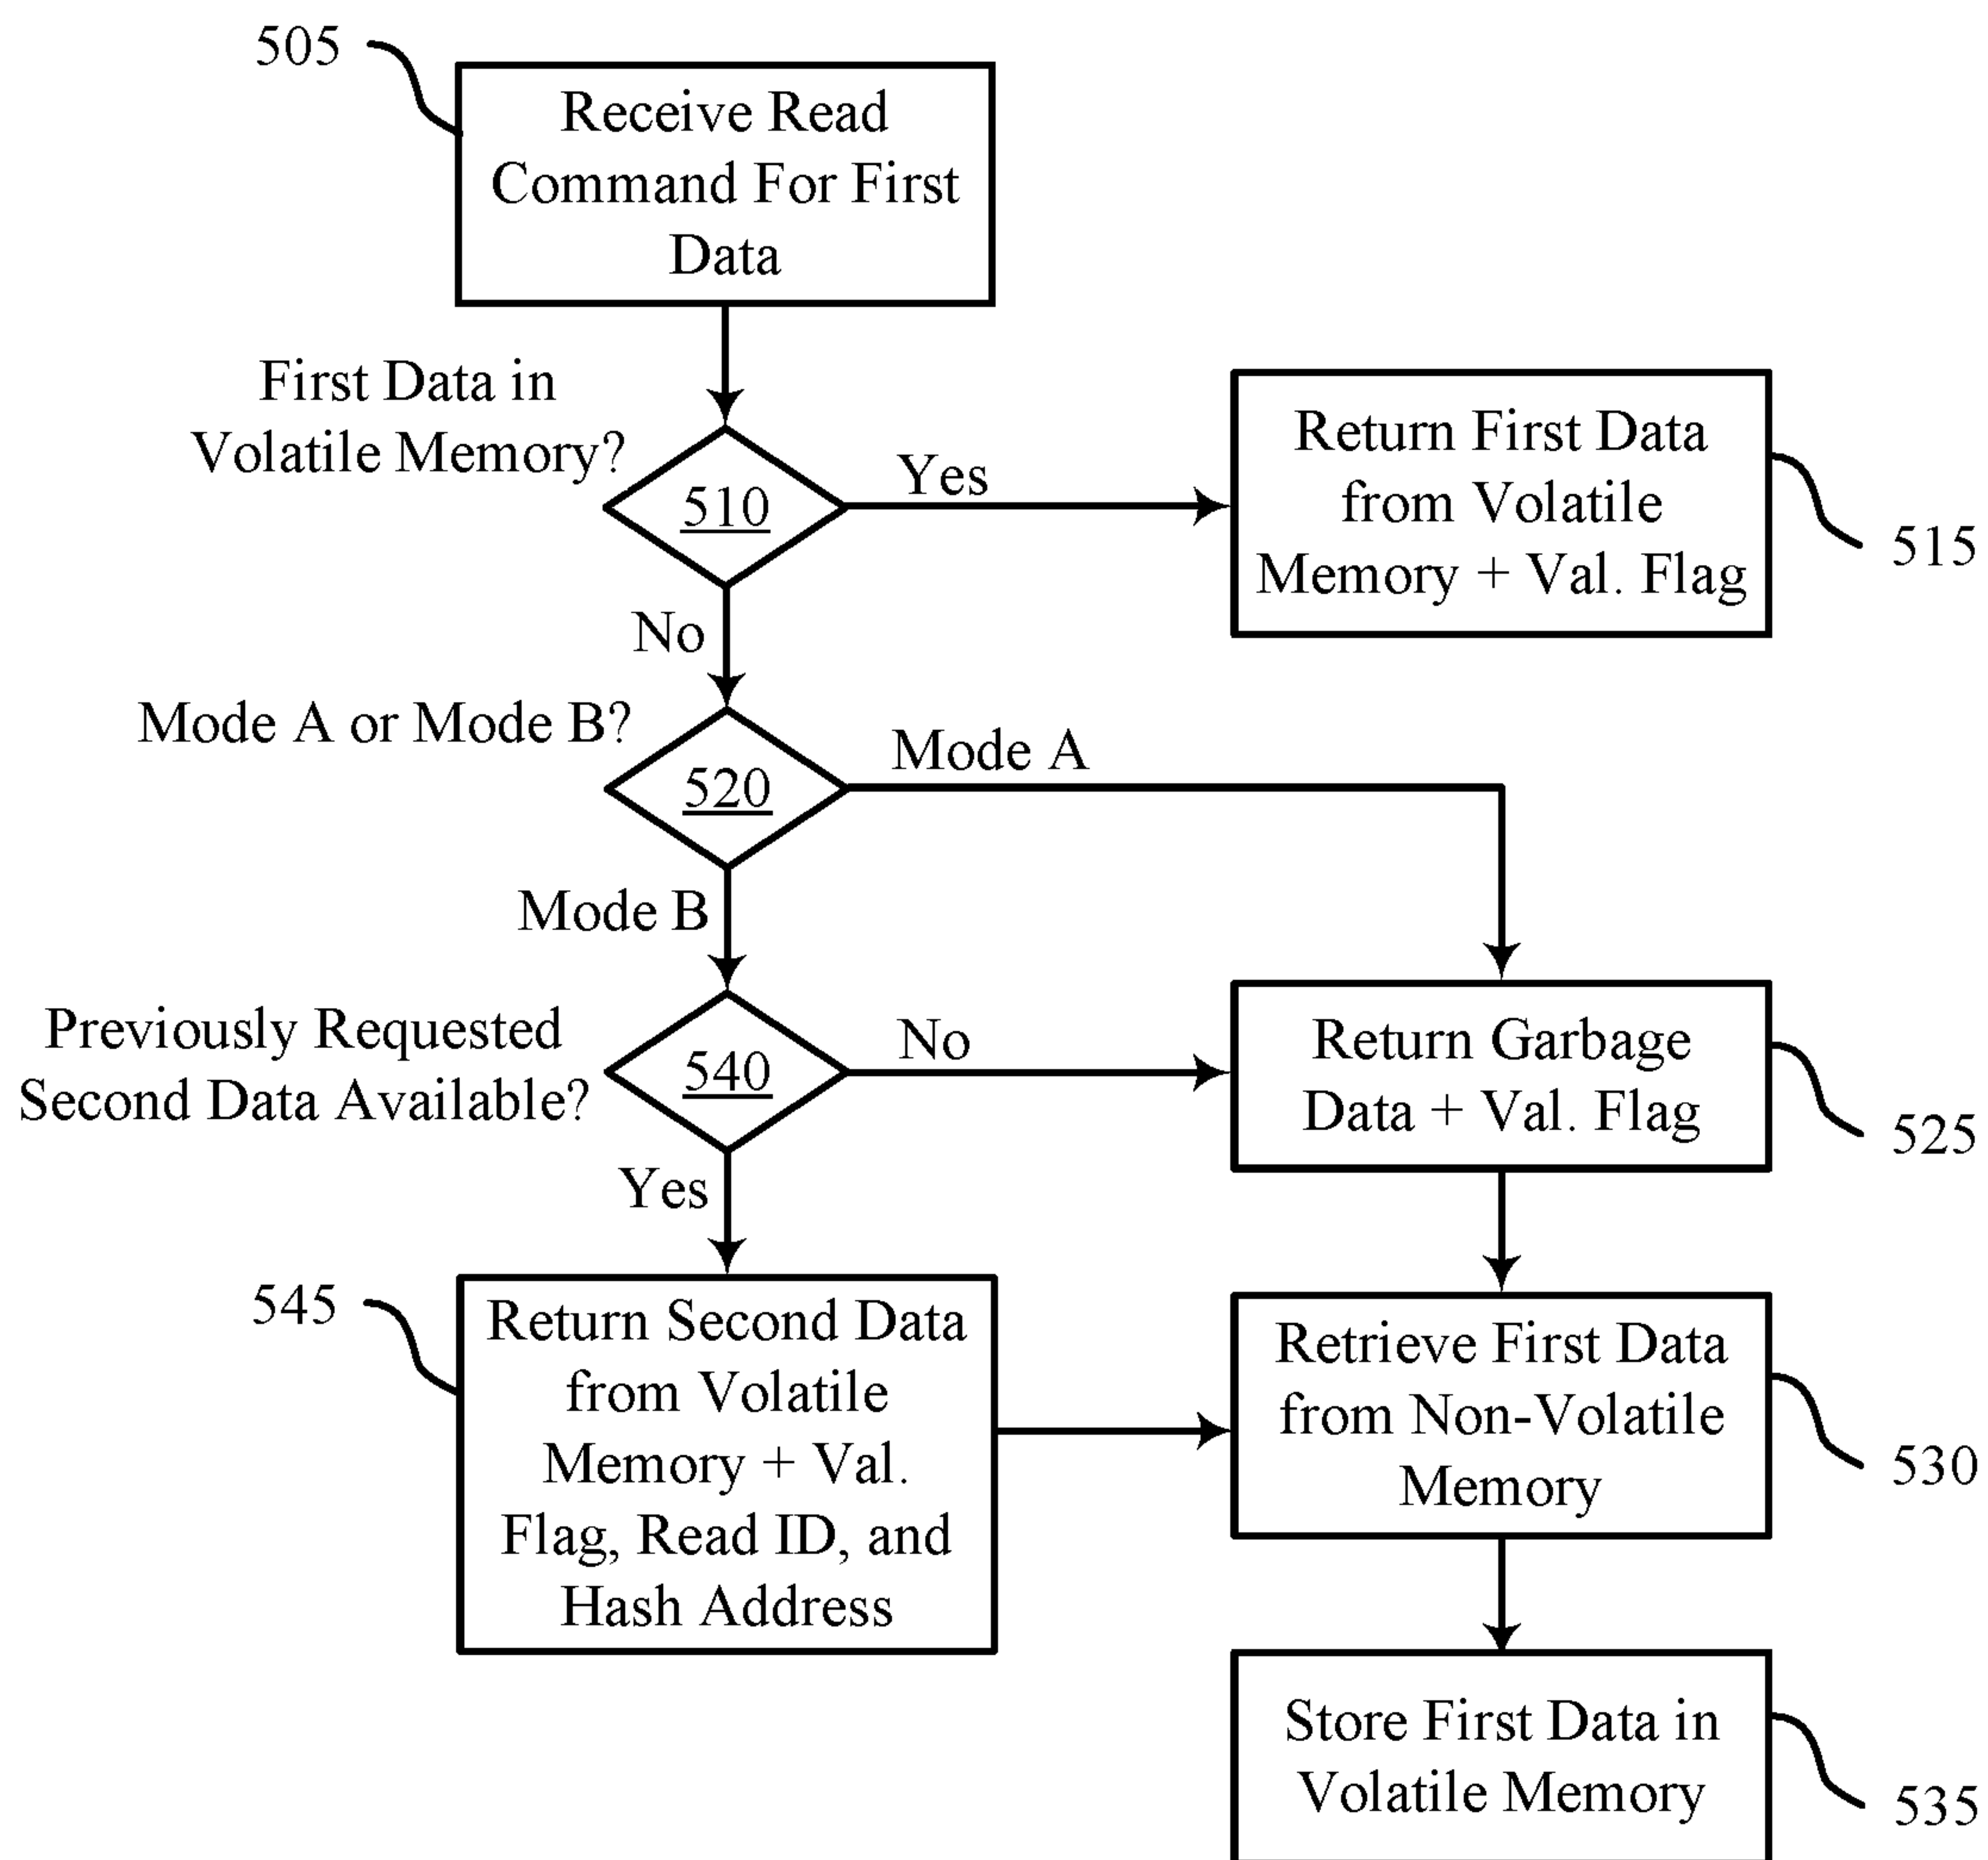 505
Receive Read
Command For First
Data
First Data in
Volatile Memory?
510
Yes
Return First Data
from Volatile
Memory + Val. Flag
515
No
Mode A or Mode B?
520
Mode A
Mode B
Previously Requested
Second Data Available?
540
No
Return Garbage
Data + Val. Flag
525
Yes
545
Return Second Data
from Volatile
Memory + Val.
Flag, Read ID, and
Hash Address
Retrieve First Data
from Non-Volatile
Memory
530
Store First Data in
Volatile Memory
535